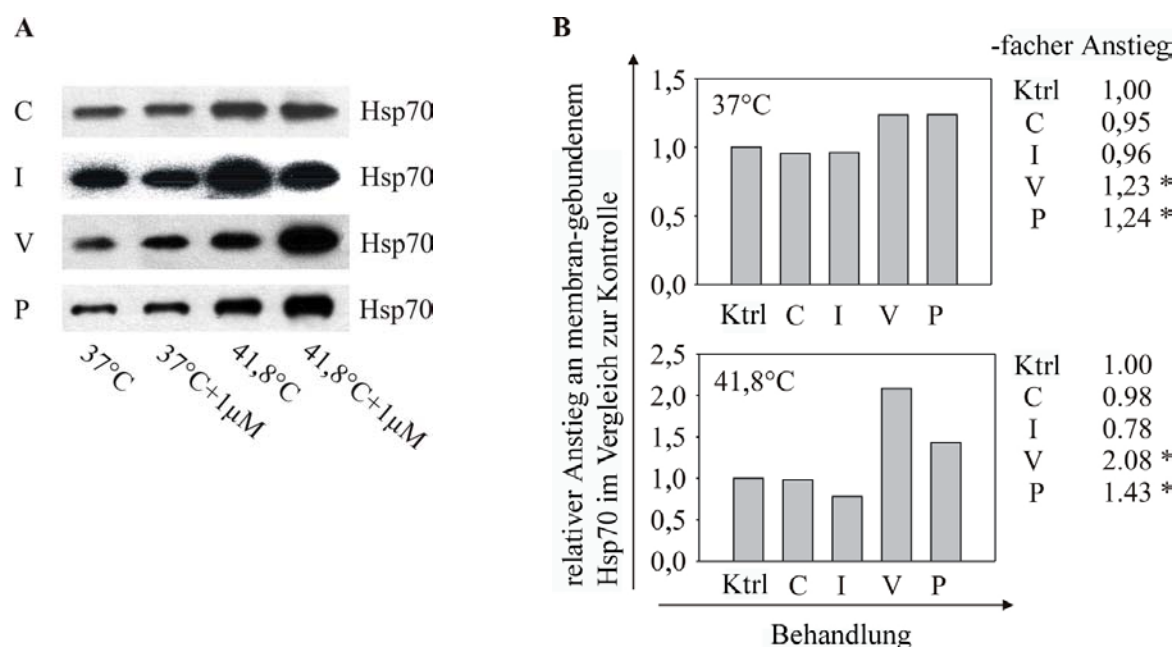 A
C Hsp70
I Hsp70
V Hsp70
P Hsp70
37°C
37°C+1µM
41,8°C
41,8°C+1µM
B
relativer Anstieg an membran-gebundenem
Hsp70 im Vergleich zur Kontrolle
1,5
1,0
0,5
0,0
37°C
Ktrl C I V P
-facher Anstieg
Ktrl 1,00
C 0,95
I 0,96
V 1,23 *
P 1,24 *
2,5
2,0
1,5
1,0
0,5
0,0
41,8°C
Ktrl C I V P
Ktrl 1.00
C 0.98
I 0.78
V 2.08 *
P 1.43 *
Behandlung